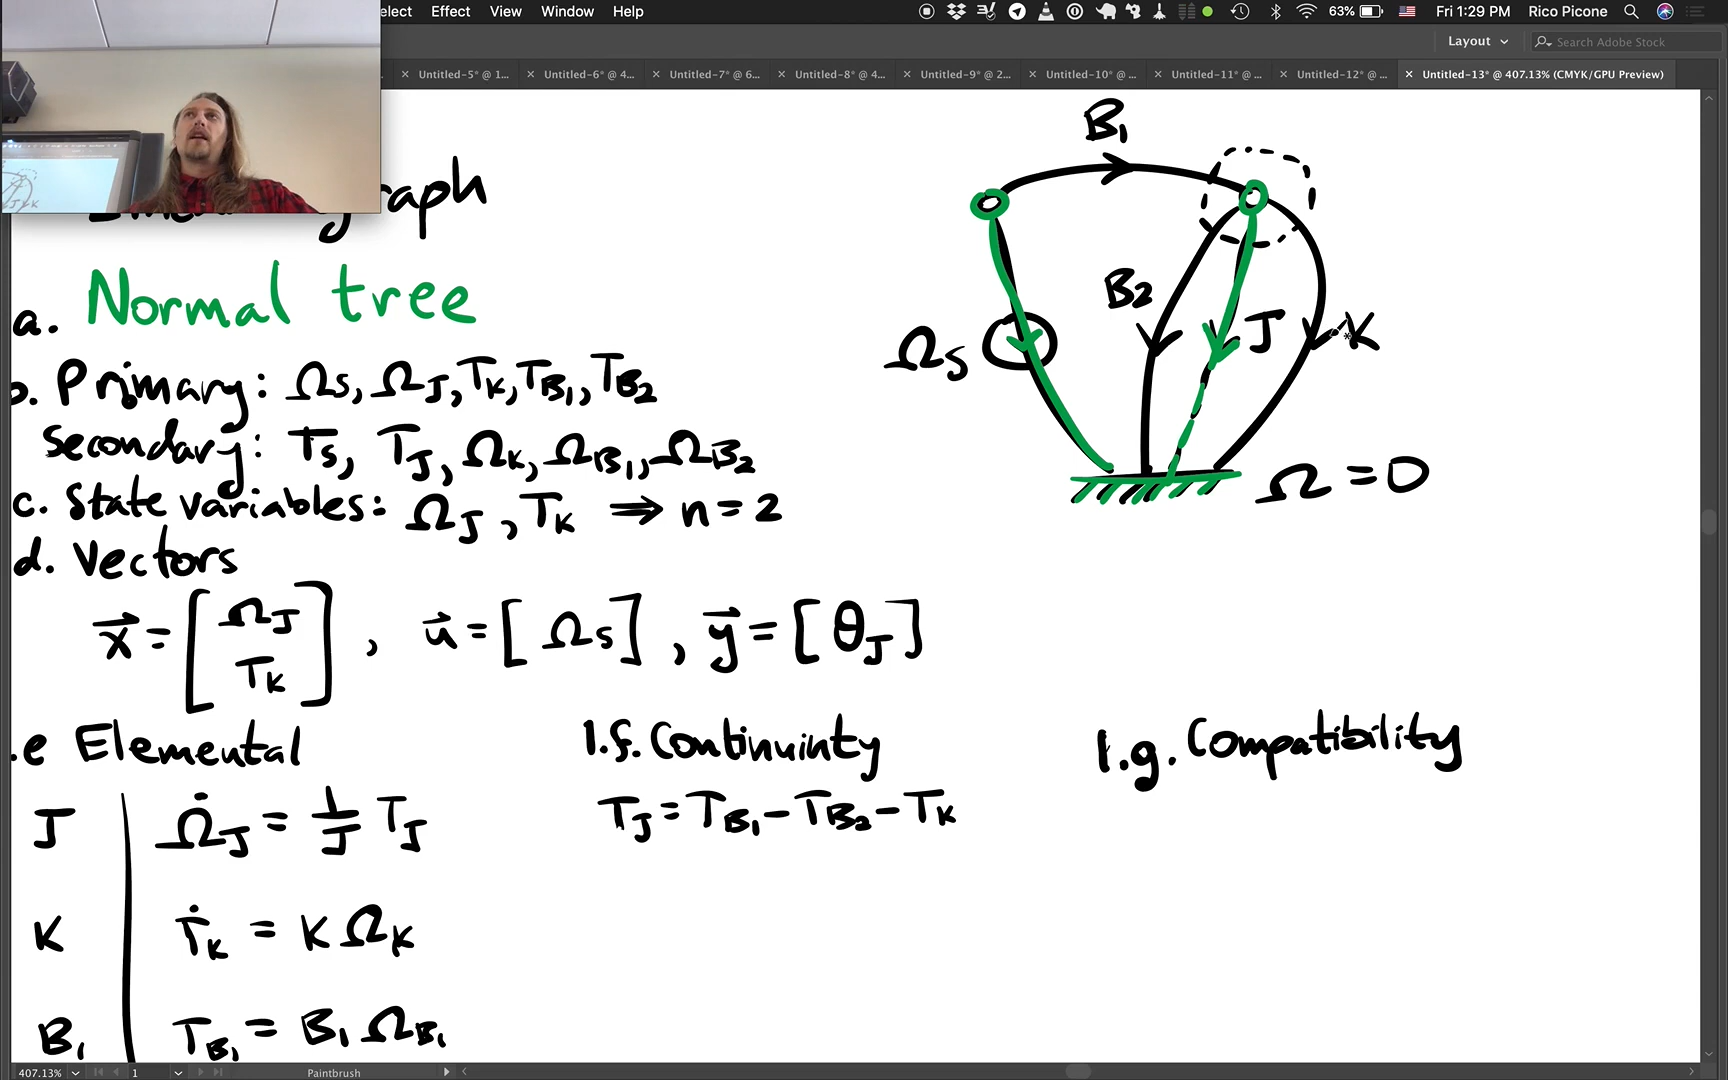 Effect View Window Help 63% Fri 1:29 PM Rico Picone
Layout Search Adobe Stock
Untitled-5* @ 1... Untitled-6* @ 4... Untitled-7* @ 6... Untitled-8* @ 4... Untitled-9* @ 2... Untitled-10* @ ... Untitled-11* @ ... Untitled-12* @ ... Untitled-13* @ 407.13% (CMYK/GPU Preview)
B₁
Normal tree
a.
B₂ J K
Ωs
Primary: Ωs, ΩJ, TK, TB₁, TB₂
Secondary: Ts, TJ, ΩK, ΩB₁, ΩB₂
Ω = 0
c. State variables: ΩJ, TK ⇒ n = 2
d. Vectors
x⃗ = [ΩJ TK], u⃗ = [Ωs], y⃗ = [θJ]
.e Elemental
1.f. Continuinty
1.g. Compatibility
J Ω̇J = 1/J TJ
TJ = TB₁ - TB₂ - TK
K ṪK = K ΩK
B₁ TB₁ = B₁ ΩB₁
407.13% 1 Paintbrush